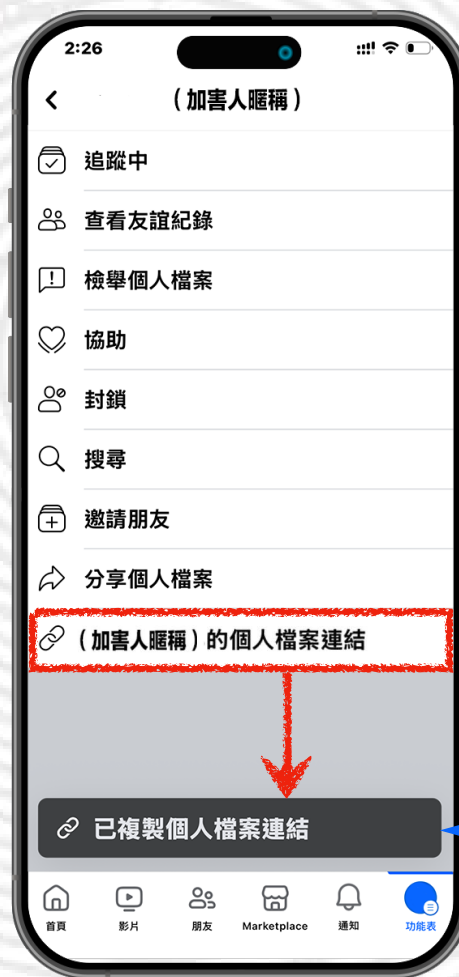 2:26
(加害人暱稱)
追蹤中
查看友誼紀錄
檢舉個人檔案
協助
封鎖
搜尋
邀請朋友
分享個人檔案
(加害人暱稱)的個人檔案連結
已複製個人檔案連結
首頁 影片 朋友 Marketplace 通知 功能表